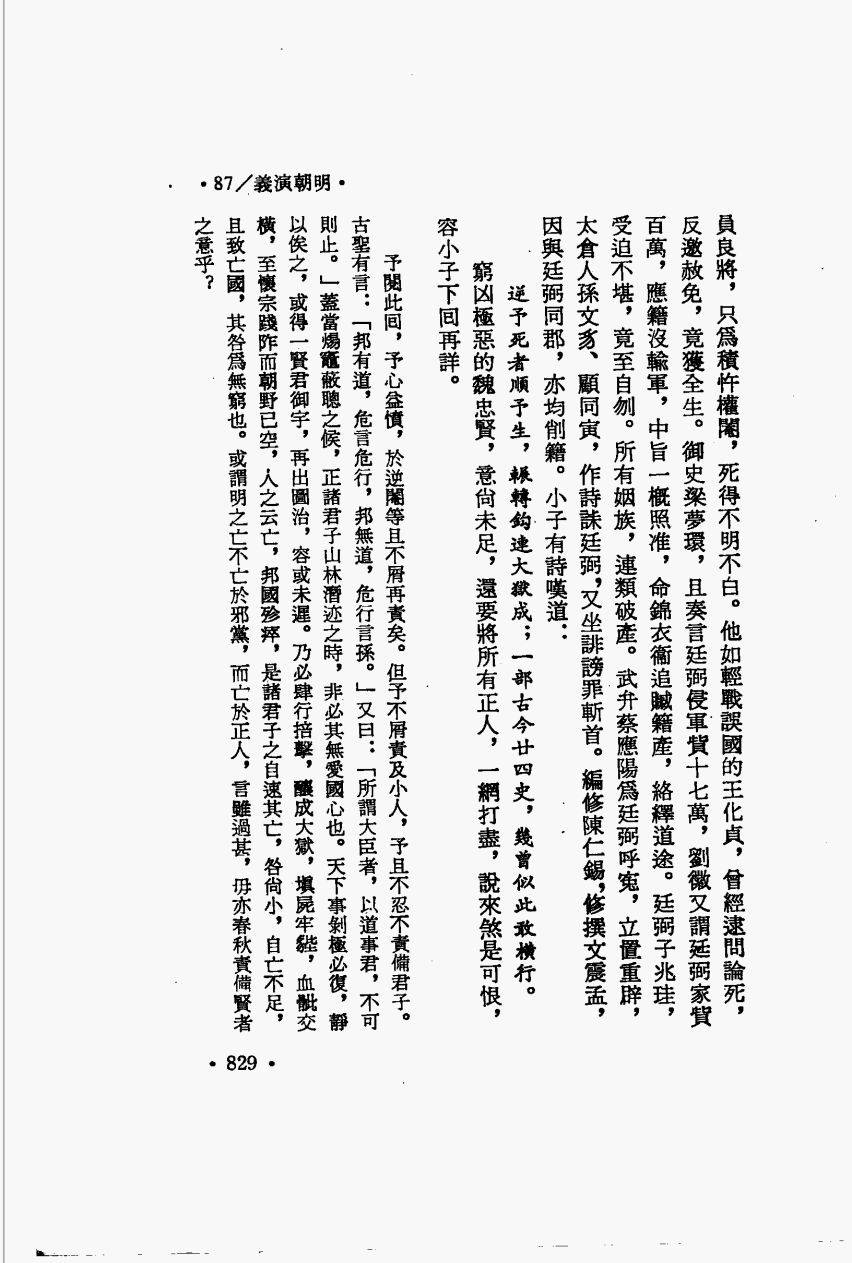 •87/義演朝明•
員良將，只爲積忤權閹，死得不明不白。他如輕戰誤國的王化貞，曾經逮問論死，
反邀赦免，竟獲全生。御史梁夢環，且奏言廷弼侵軍貲十七萬，劉徽又謂廷弼家貲
百萬，應籍沒輸軍，中旨一概照准，命錦衣衞追贓籍產，絡繹道途。廷弼子兆珪，
受迫不堪，竟至自刎。所有姻族，連類破產。武弁蔡應陽爲廷弼呼寃，立置重辟，
太倉人孫文豸、顧同寅，作詩誄廷弼，又坐誹謗罪斬首。編修陳仁錫，修撰文震孟，
因與廷弼同郡，亦均削籍。小子有詩嘆道：
逆予死者順予生，輾轉鈎連大獄成；一部古今廿四史，幾曾似此敢橫行。
窮凶極惡的魏忠賢，意尙未足，還要將所有正人，一網打盡，說來煞是可恨，
容小子下回再詳。
予閱此回，予心益憤，於逆閹等且不屑再責矣。但予不屑責及小人，予且不忍不責備君子。
古聖有言：「邦有道，危言危行，邦無道，危行言孫。」又曰：「所謂大臣者，以道事君，不可
則止。」蓋當煬竈蔽聰之候，正諸君子山林潛迹之時，非必其無愛國心也。天下事剝極必復，靜
以俟之，或得一賢君御宇，再出圖治，容或未遲。乃必肆行掊擊，釀成大獄，塡屍牢狴，血骴交
橫，至懷宗踐阼而朝野已空，人之云亡，邦國殄瘁，是諸君子之自速其亡，咎尙小，自亡不足，
且致亡國，其咎爲無窮也。或謂明之亡不亡於邪黨，而亡於正人，言雖過甚，毋亦春秋責備賢者
之意乎？
•829•